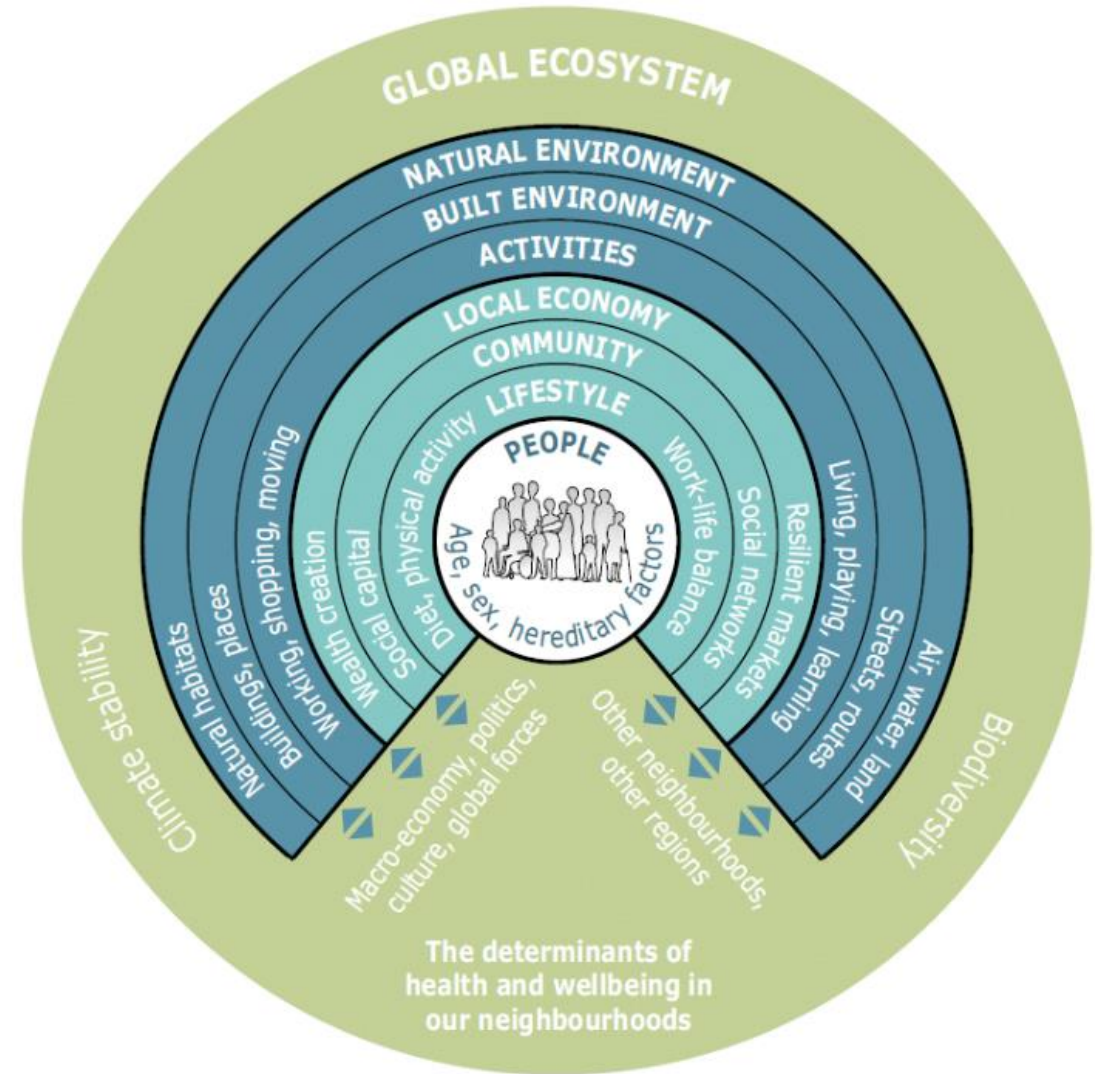 GLOBAL ECOSYSTEM
NATURAL ENVIRONMENT
BUILT ENVIRONMENT
ACTIVITIES
LOCAL ECONOMY
COMMUNITY
LIFESTYLE
PEOPLE
Age, sex, hereditary factors
Diet, physical activity
Work-life balance
Social capital
Social networks
Wealth creation
Resilient markets
Working, shopping, moving
Living, playing, learning
Buildings, places
Streets, routes
Natural habitats
Air, water, land
Climate stability
Biodiversity
Macro-economy, politics,
culture, global forces
Other neighbourhoods,
other regions
The determinants of
health and wellbeing in
our neighbourhoods